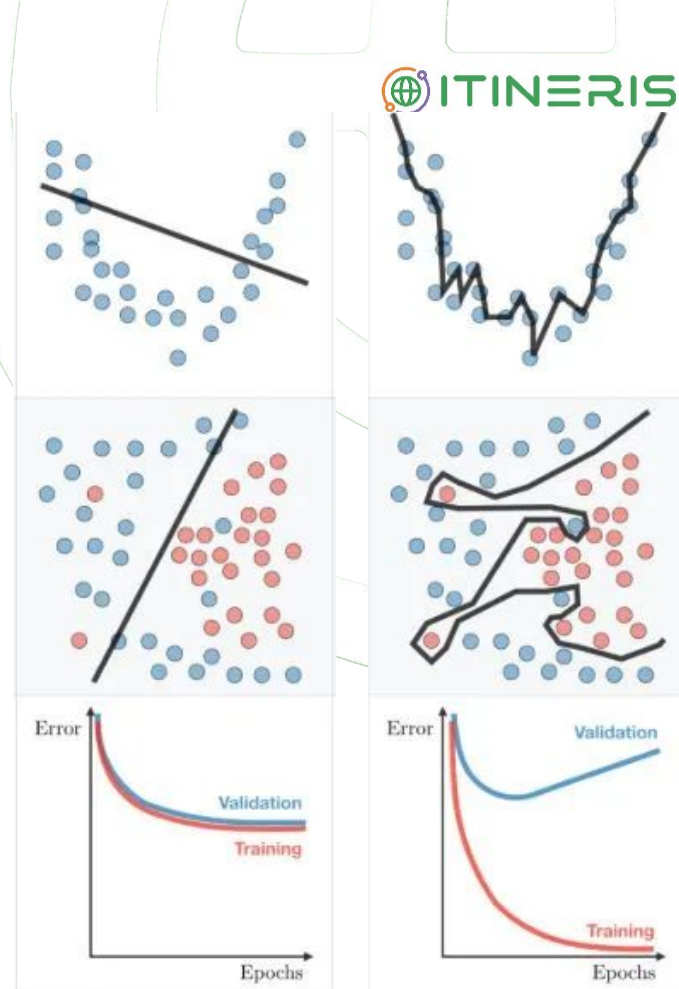 ITINERIS
Error
Validation
Training
Epochs
Error
Validation
Training
Epochs